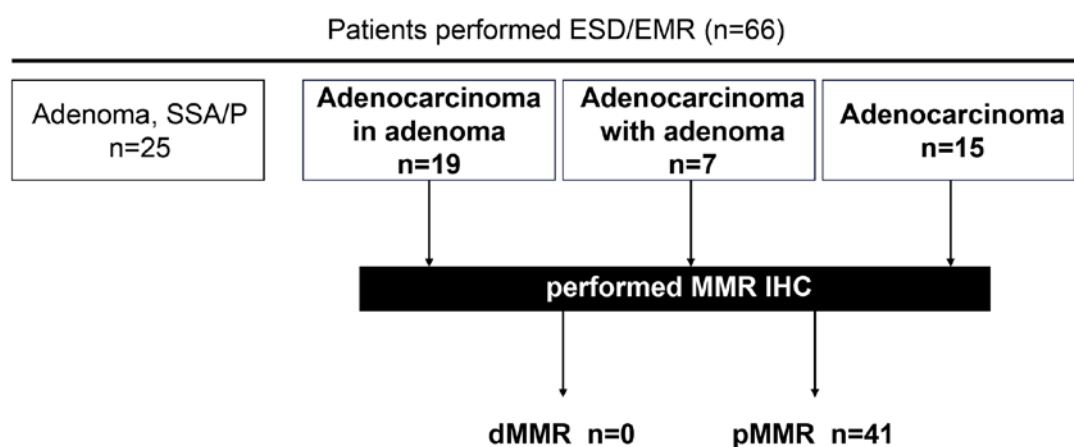 Patients performed ESD/EMR (n=66)
Adenoma, SSA/P
n=25
Adenocarcinoma
in adenoma
n=19
Adenocarcinoma
with adenoma
n=7
Adenocarcinoma
n=15
performed MMR IHC
dMMR n=0
pMMR n=41